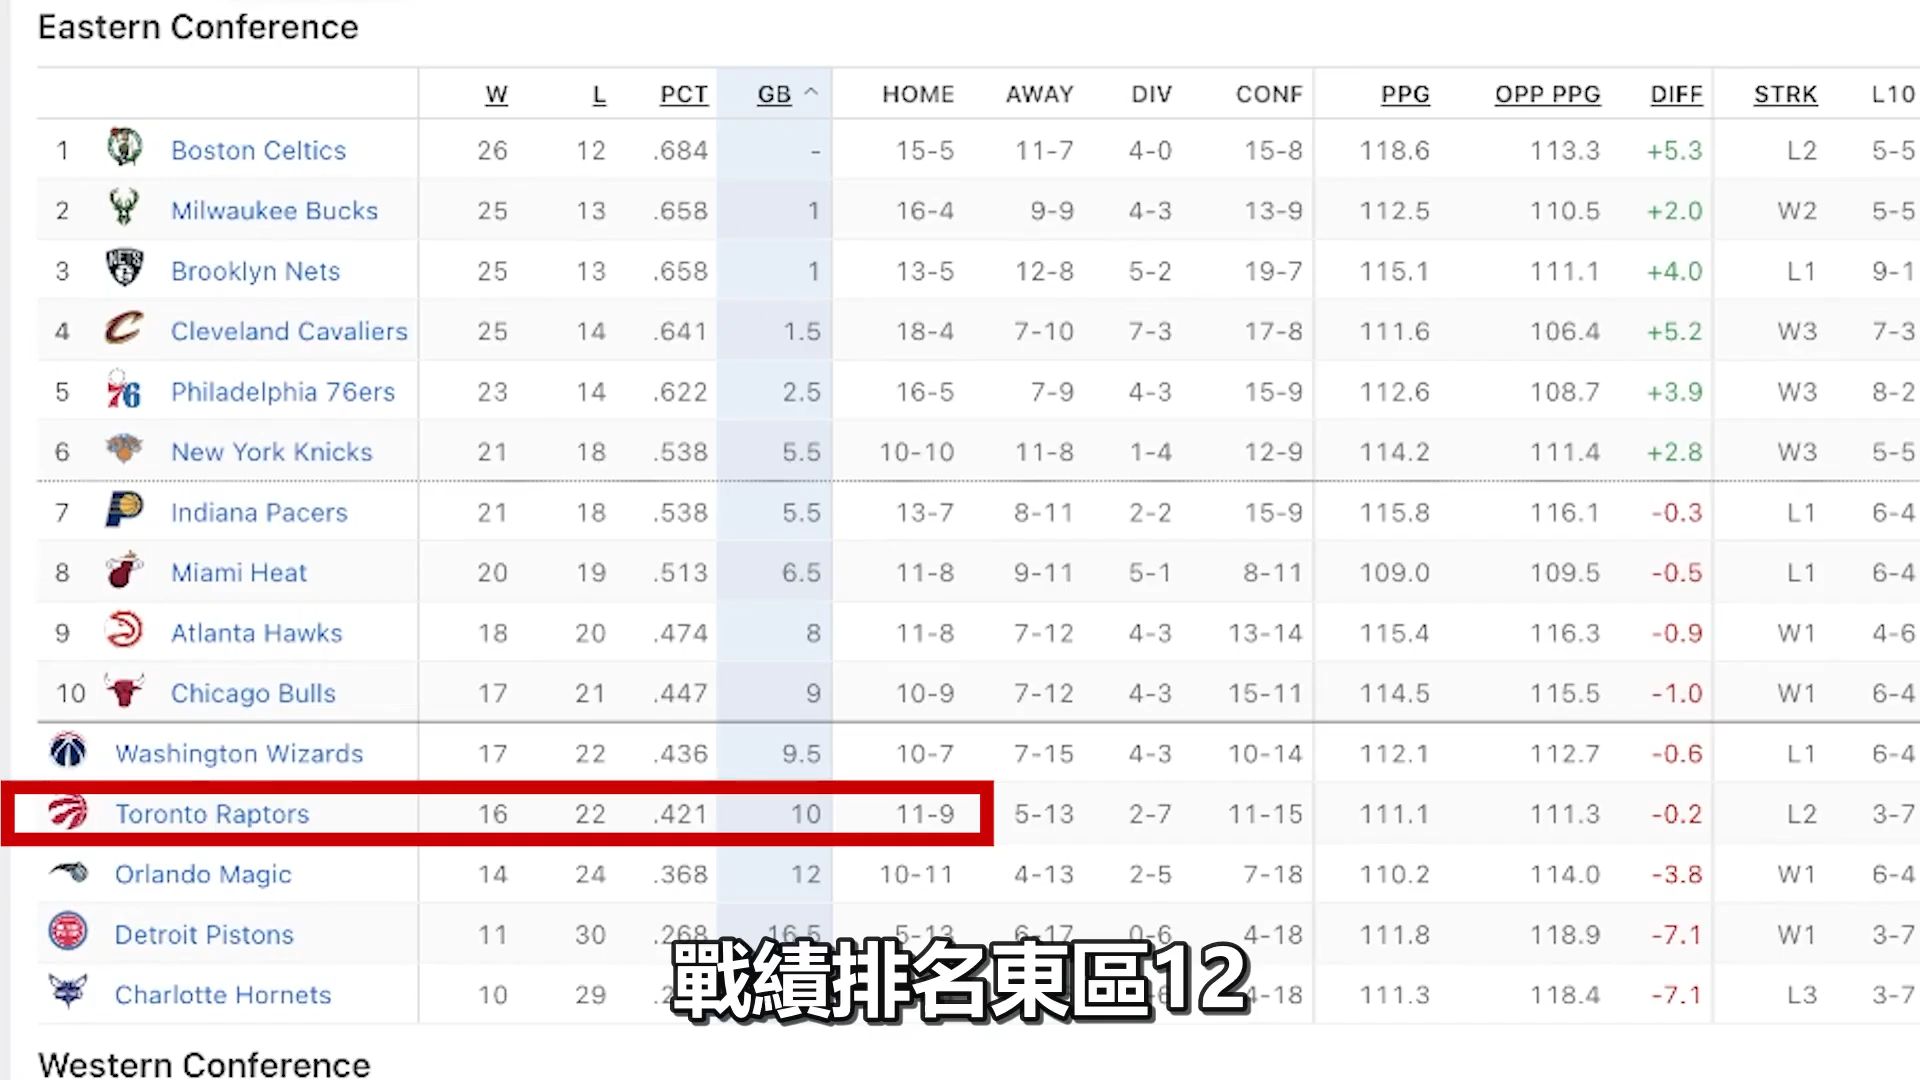 Eastern Conference
W L PCT GB HOME AWAY DIV CONF PPG OPP PPG DIFF STRK L10
1 Boston Celtics 26 12 .684 - 15-5 11-7 4-0 15-8 118.6 113.3 +5.3 L2 5-5
2 Milwaukee Bucks 25 13 .658 1 16-4 9-9 4-3 13-9 112.5 110.5 +2.0 W2 5-5
3 Brooklyn Nets 25 13 .658 1 13-5 12-8 5-2 19-7 115.1 111.1 +4.0 L1 9-1
4 Cleveland Cavaliers 25 14 .641 1.5 18-4 7-10 7-3 17-8 111.6 106.4 +5.2 W3 7-3
5 Philadelphia 76ers 23 14 .622 2.5 16-5 7-9 4-3 15-9 112.6 108.7 +3.9 W3 8-2
6 New York Knicks 21 18 .538 5.5 10-10 11-8 1-4 12-9 114.2 111.4 +2.8 W3 5-5
7 Indiana Pacers 21 18 .538 5.5 13-7 8-11 2-2 15-9 115.8 116.1 -0.3 L1 6-4
8 Miami Heat 20 19 .513 6.5 11-8 9-11 5-1 8-11 109.0 109.5 -0.5 L1 6-4
9 Atlanta Hawks 18 20 .474 8 11-8 7-12 4-3 13-14 115.4 116.3 -0.9 W1 4-6
10 Chicago Bulls 17 21 .447 9 10-9 7-12 4-3 15-11 114.5 115.5 -1.0 W1 6-4
Washington Wizards 17 22 .436 9.5 10-7 7-15 4-3 10-14 112.1 112.7 -0.6 L1 6-4
Toronto Raptors 16 22 .421 10 11-9 5-13 2-7 11-15 111.1 111.3 -0.2 L2 3-7
Orlando Magic 14 24 .368 12 10-11 4-13 2-5 7-18 110.2 114.0 -3.8 W1 6-4
Detroit Pistons 11 30 .268 16.5 5-13 6-17 0-6 4-18 111.8 118.9 -7.1 W1 3-7
Charlotte Hornets 10 29 4-18 111.3 118.4 -7.1 L3 3-7
戰績排名東區12
Western Conference